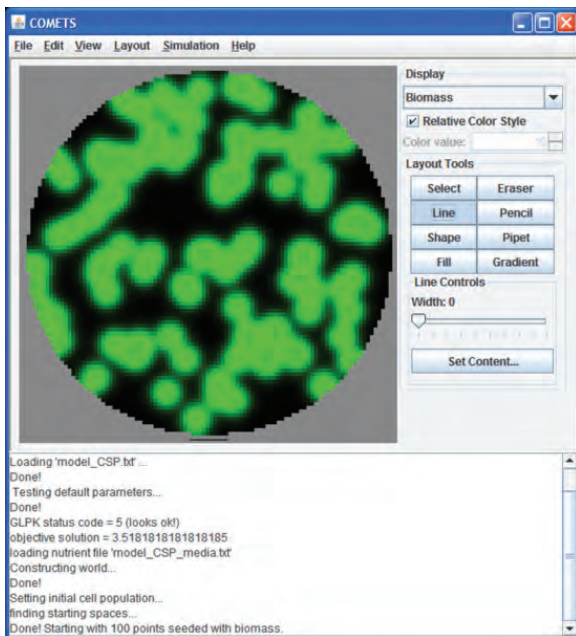 COMETS
File Edit View Layout Simulation Help
Display
Biomass
Relative Color Style
Color value:
Layout Tools
Select Eraser
Line Pencil
Shape Pipet
Fill Gradient
Line Controls
Width: 0
Set Content...
Loading 'model_CSP.txt' ...
Done!
Testing default parameters...
Done!
GLPK status code = 5 (looks ok!)
objective solution = 3.5181818181818185
loading nutrient file 'model_CSP_media.txt'
Constructing world...
Done!
Setting initial cell population...
finding starting spaces...
Done! Starting with 100 points seeded with biomass.